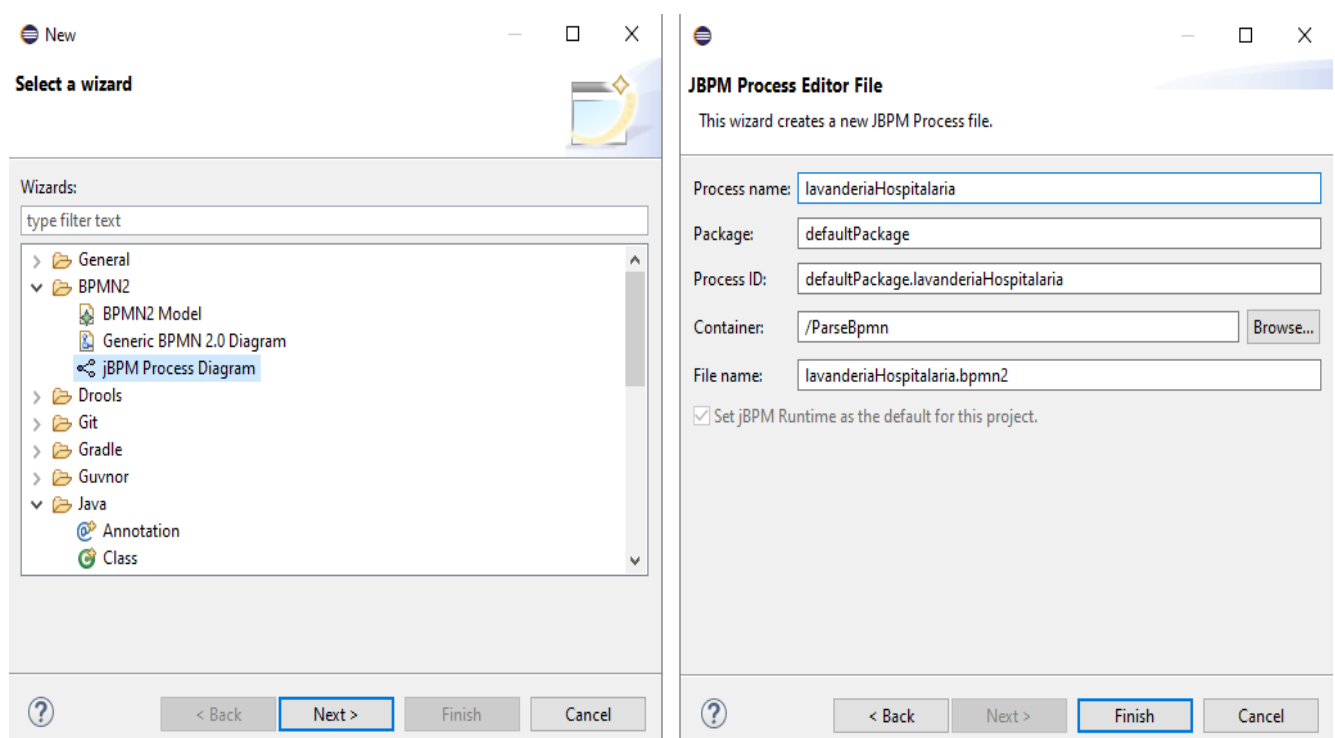 New
Select a wizard
Wizards:
type filter text
General
BPMN2
BPMN2 Model
Generic BPMN 2.0 Diagram
jBPM Process Diagram
Drools
Git
Gradle
Guvnor
Java
Annotation
Class
< Back Next > Finish Cancel
JBPM Process Editor File
This wizard creates a new JBPM Process file.
Process name: lavanderiaHospitalaria
Package: defaultPackage
Process ID: defaultPackage.lavanderiaHospitalaria
Container: /ParseBpmn Browse...
File name: lavanderiaHospitalaria.bpmn2
Set jBPM Runtime as the default for this project.
< Back Next > Finish Cancel